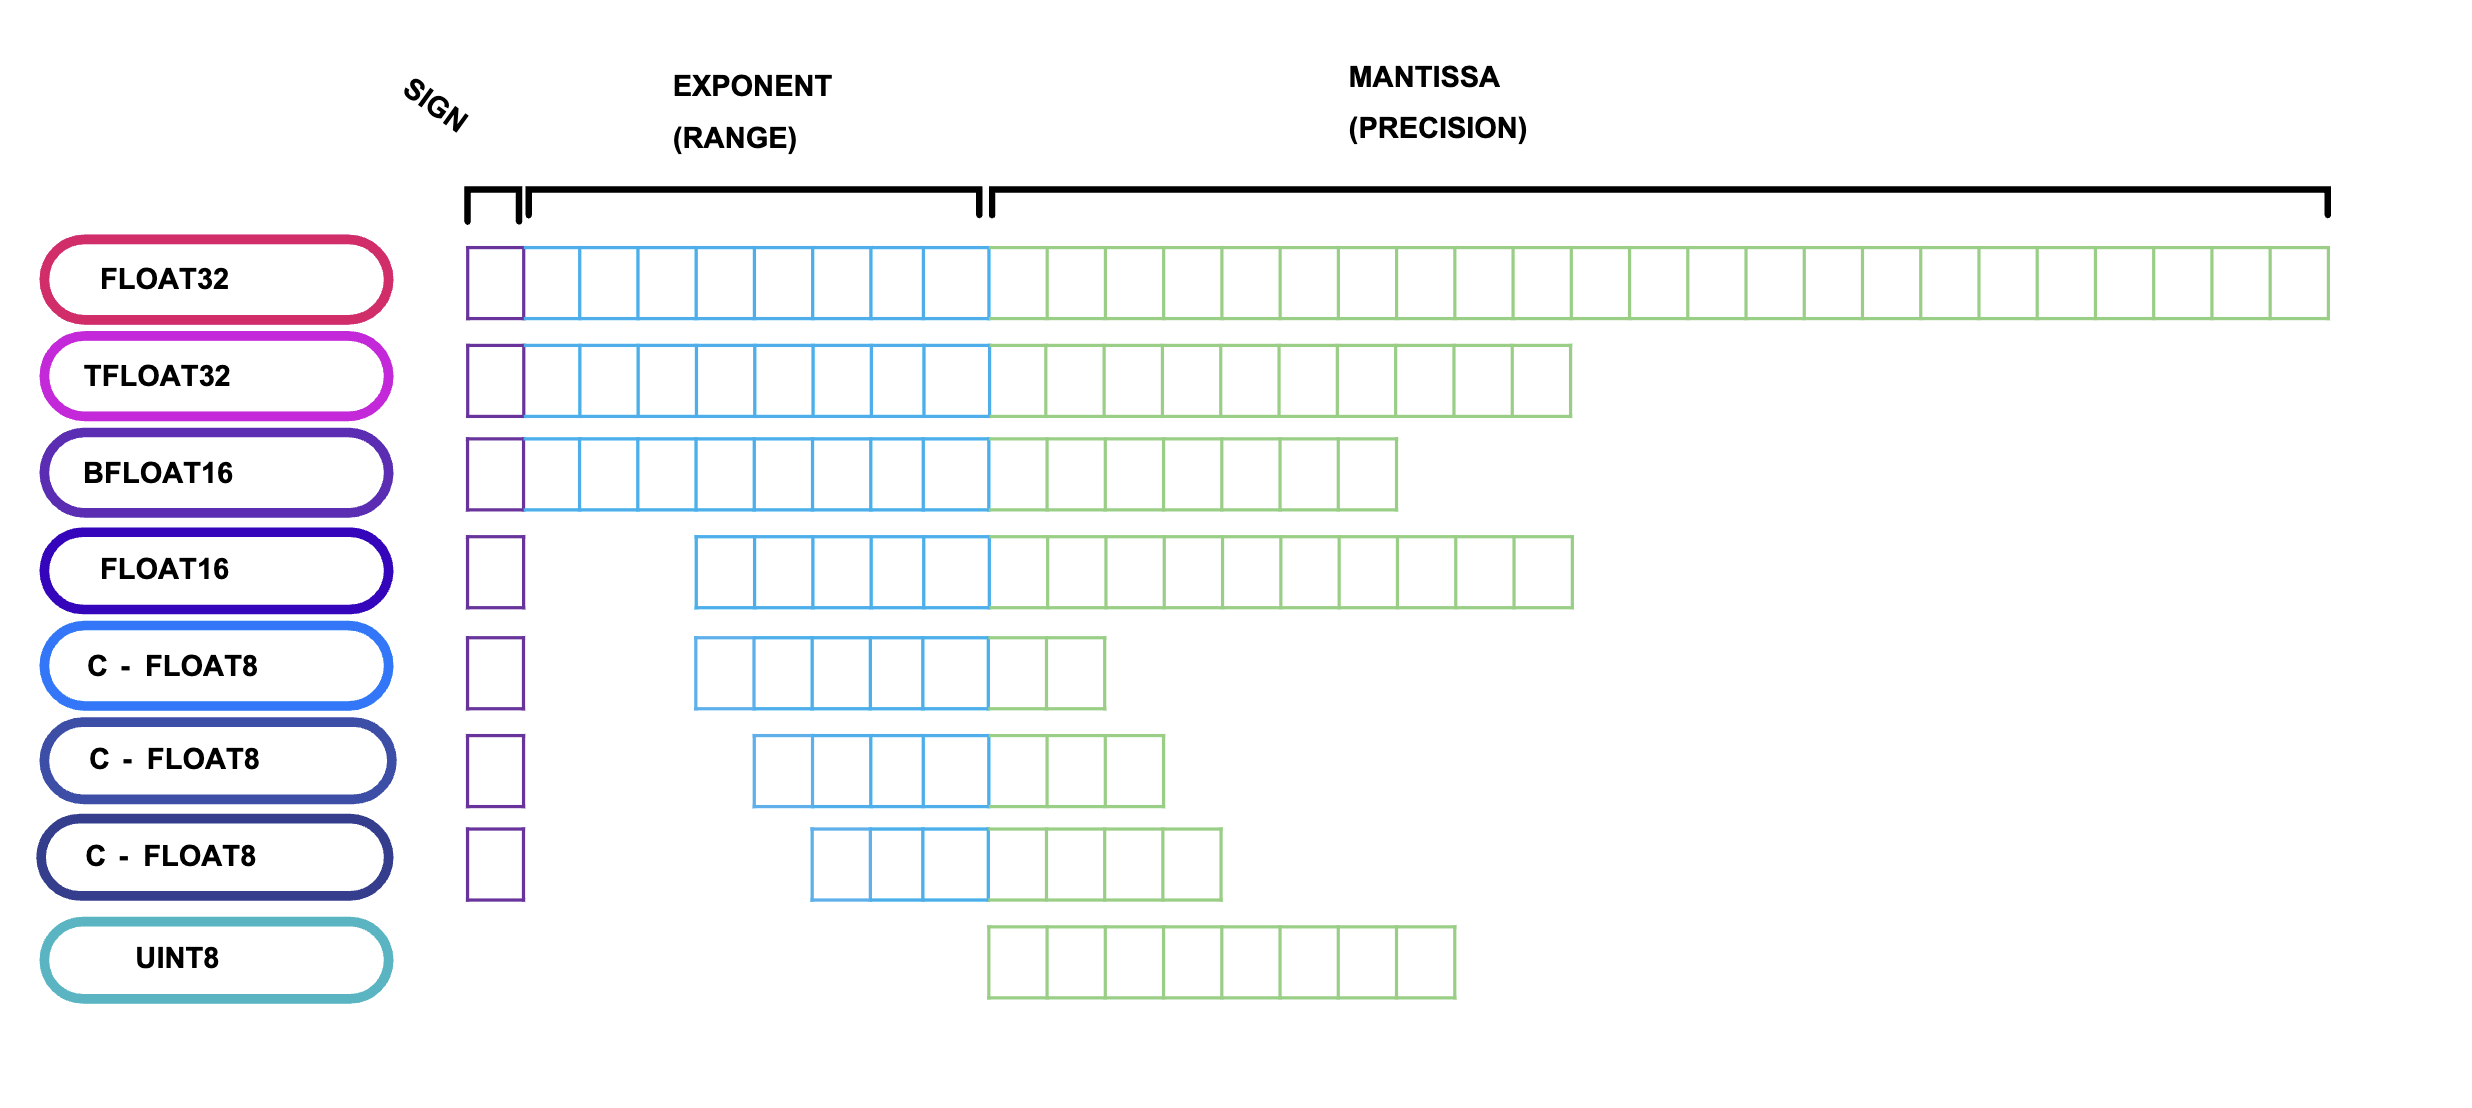 SIGN
EXPONENT
(RANGE)
MANTISSA
(PRECISION)
FLOAT32
TFLOAT32
BFLOAT16
FLOAT16
C - FLOAT8
C - FLOAT8
C - FLOAT8
UINT8